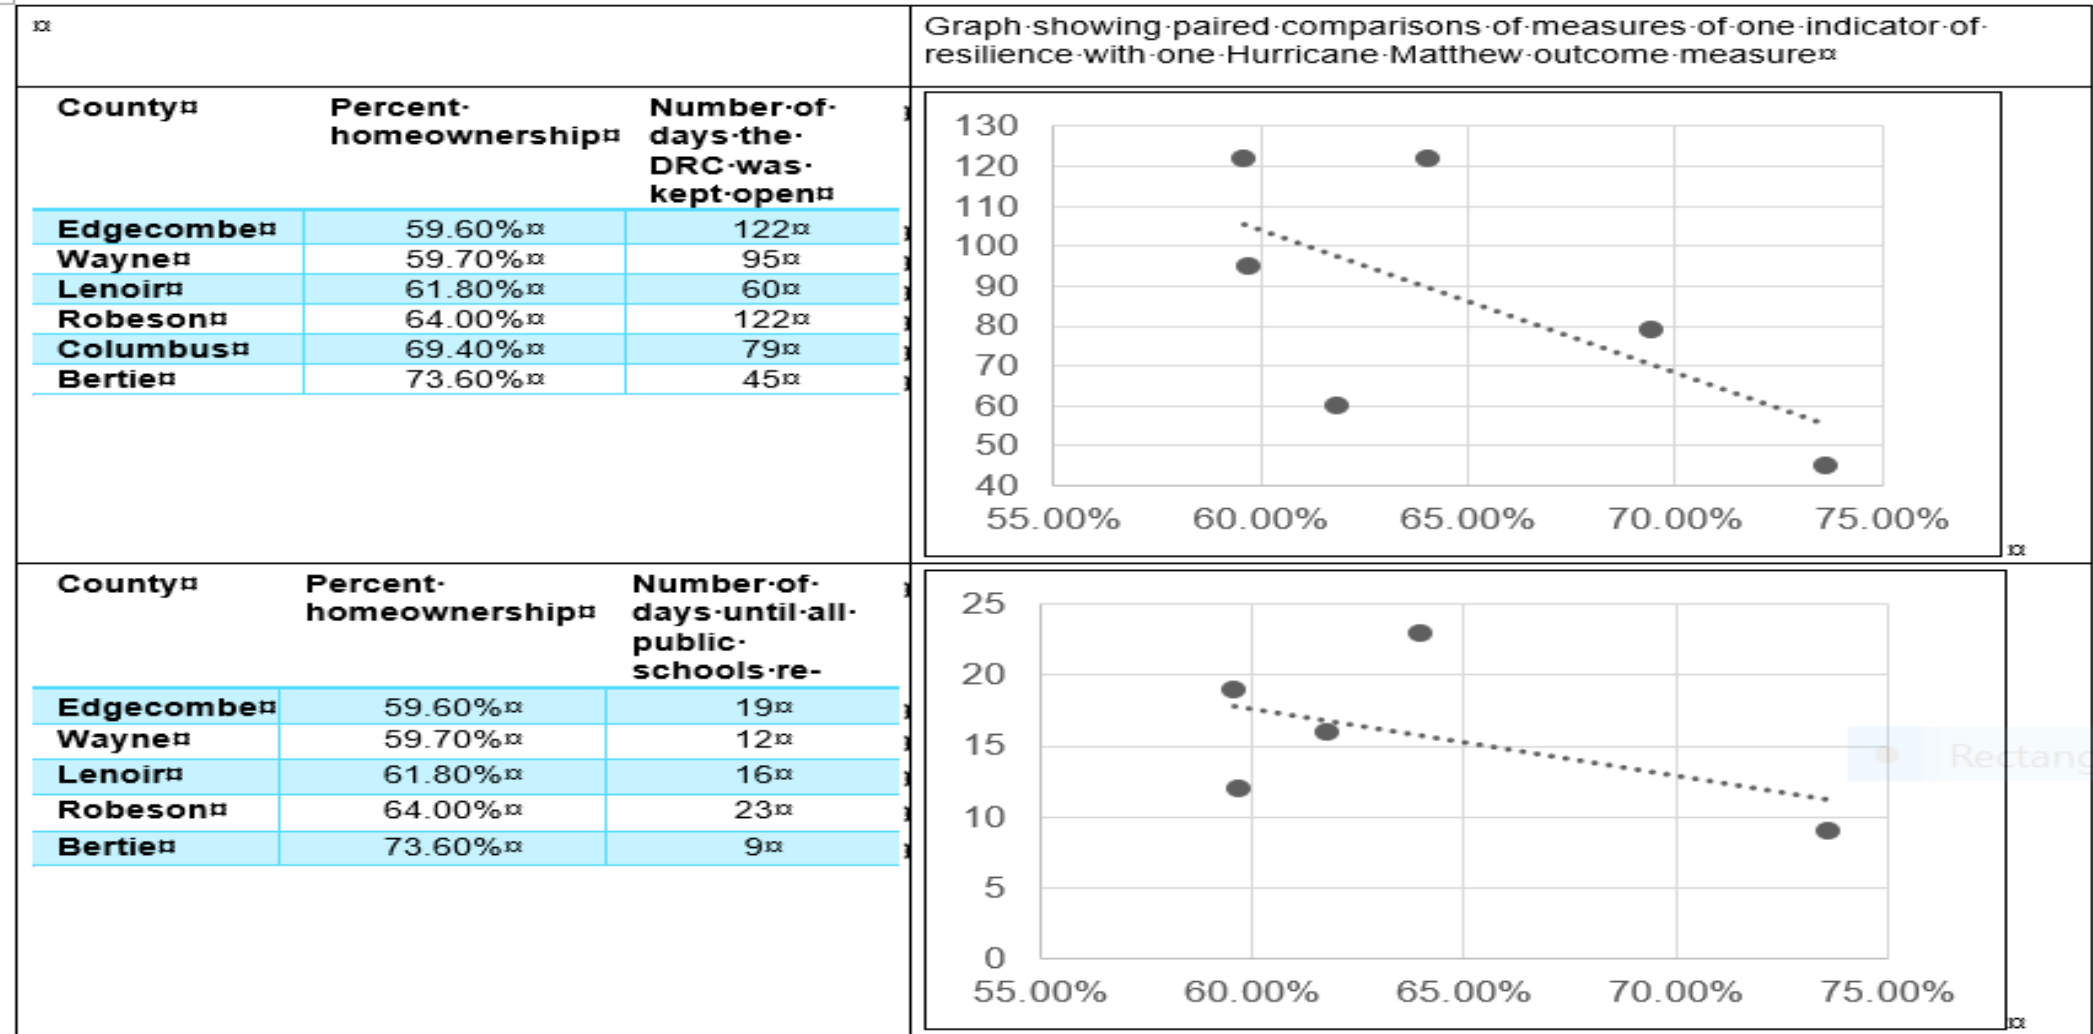 ¤
Graph·showing·paired·comparisons·of·measures·of·one·indicator·of·
resilience·with·one·Hurricane·Matthew·outcome·measure¤
County¤ Percent· Number·of·
homeownership¤ days·the·
DRC·was·
kept·open¤
Edgecombe¤ 59.60%¤ 122¤
Wayne¤ 59.70%¤ 95¤
Lenoir¤ 61.80%¤ 60¤
Robeson¤ 64.00%¤ 122¤
Columbus¤ 69.40%¤ 79¤
Bertie¤ 73.60%¤ 45¤
130
120
110
100
90
80
70
60
50
40
55.00% 60.00% 65.00% 70.00% 75.00%
¤
County¤ Percent· Number·of·
homeownership¤ days·until·all·
public·
schools·re-
Edgecombe¤ 59.60%¤ 19¤
Wayne¤ 59.70%¤ 12¤
Lenoir¤ 61.80%¤ 16¤
Robeson¤ 64.00%¤ 23¤
Bertie¤ 73.60%¤ 9¤
25
20
15
10
5
0
55.00% 60.00% 65.00% 70.00% 75.00%
Rectang
¤